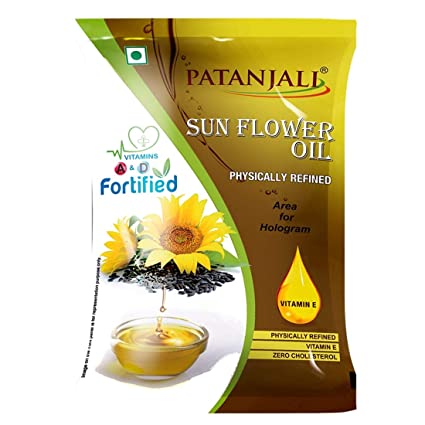 PATANJALI®
SUN FLOWER
OIL
PHYSICALLY REFINED
VITAMINS
A & D
Fortified
Area
for
Hologram
VITAMIN E
PHYSICALLY REFINED
VITAMIN E
ZERO CHOLESTEROL